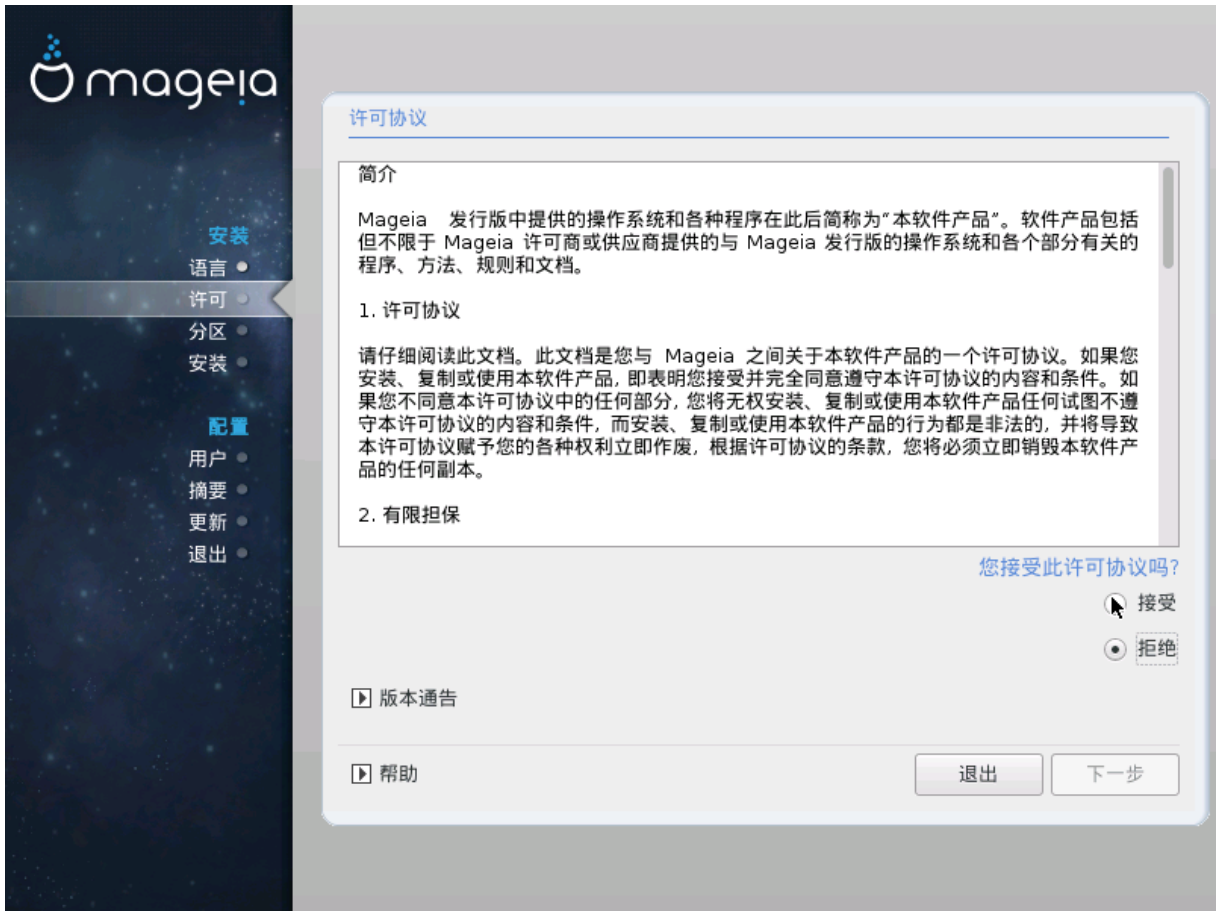 mageia
安装
语言
许可
分区
安装
配置
用户
摘要
更新
退出
许可协议
简介
Mageia 发行版中提供的操作系统和各种程序在此后简称为“本软件产品”。软件产品包括
但不限于 Mageia 许可商或供应商提供的与 Mageia 发行版的操作系统和各个部分有关的
程序、方法、规则和文档。
1. 许可协议
请仔细阅读此文档。此文档是您与 Mageia 之间关于本软件产品的一个许可协议。如果您
安装、复制或使用本软件产品, 即表明您接受并完全同意遵守本许可协议的内容和条件。如
果您不同意本许可协议中的任何部分, 您将无权安装、复制或使用本软件产品任何试图不遵
守本许可协议的内容和条件, 而安装、复制或使用本软件产品的行为都是非法的, 并将导致
本许可协议赋予您的各种权利立即作废, 根据许可协议的条款, 您将必须立即销毁本软件产
品的任何副本。
2. 有限担保
您接受此许可协议吗?
接受
拒绝
版本通告
帮助
退出
下一步